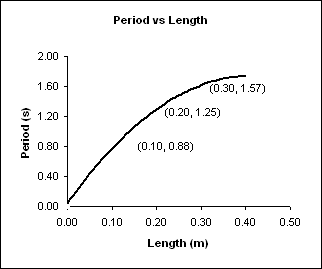 Period vs Length
2.00
1.60
1.20
0.80
0.40
0.00
Period (s)
(0.30, 1.57)
(0.20, 1.25)
(0.10, 0.88)
0.00 0.10 0.20 0.30 0.40 0.50
Length (m)